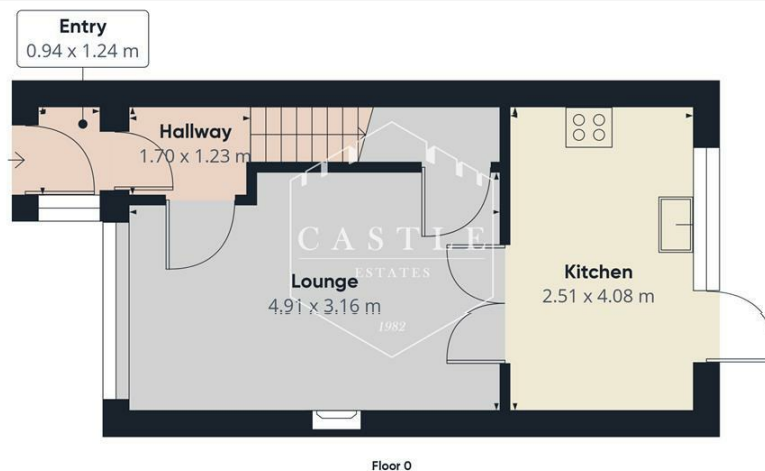 Entry
0.94 x 1.24 m
Hallway
1.70 x 1.23 m
CASTLE
ESTATES
Lounge
4.91 x 3.16 m
1982
Kitchen
2.51 x 4.08 m
Floor 0